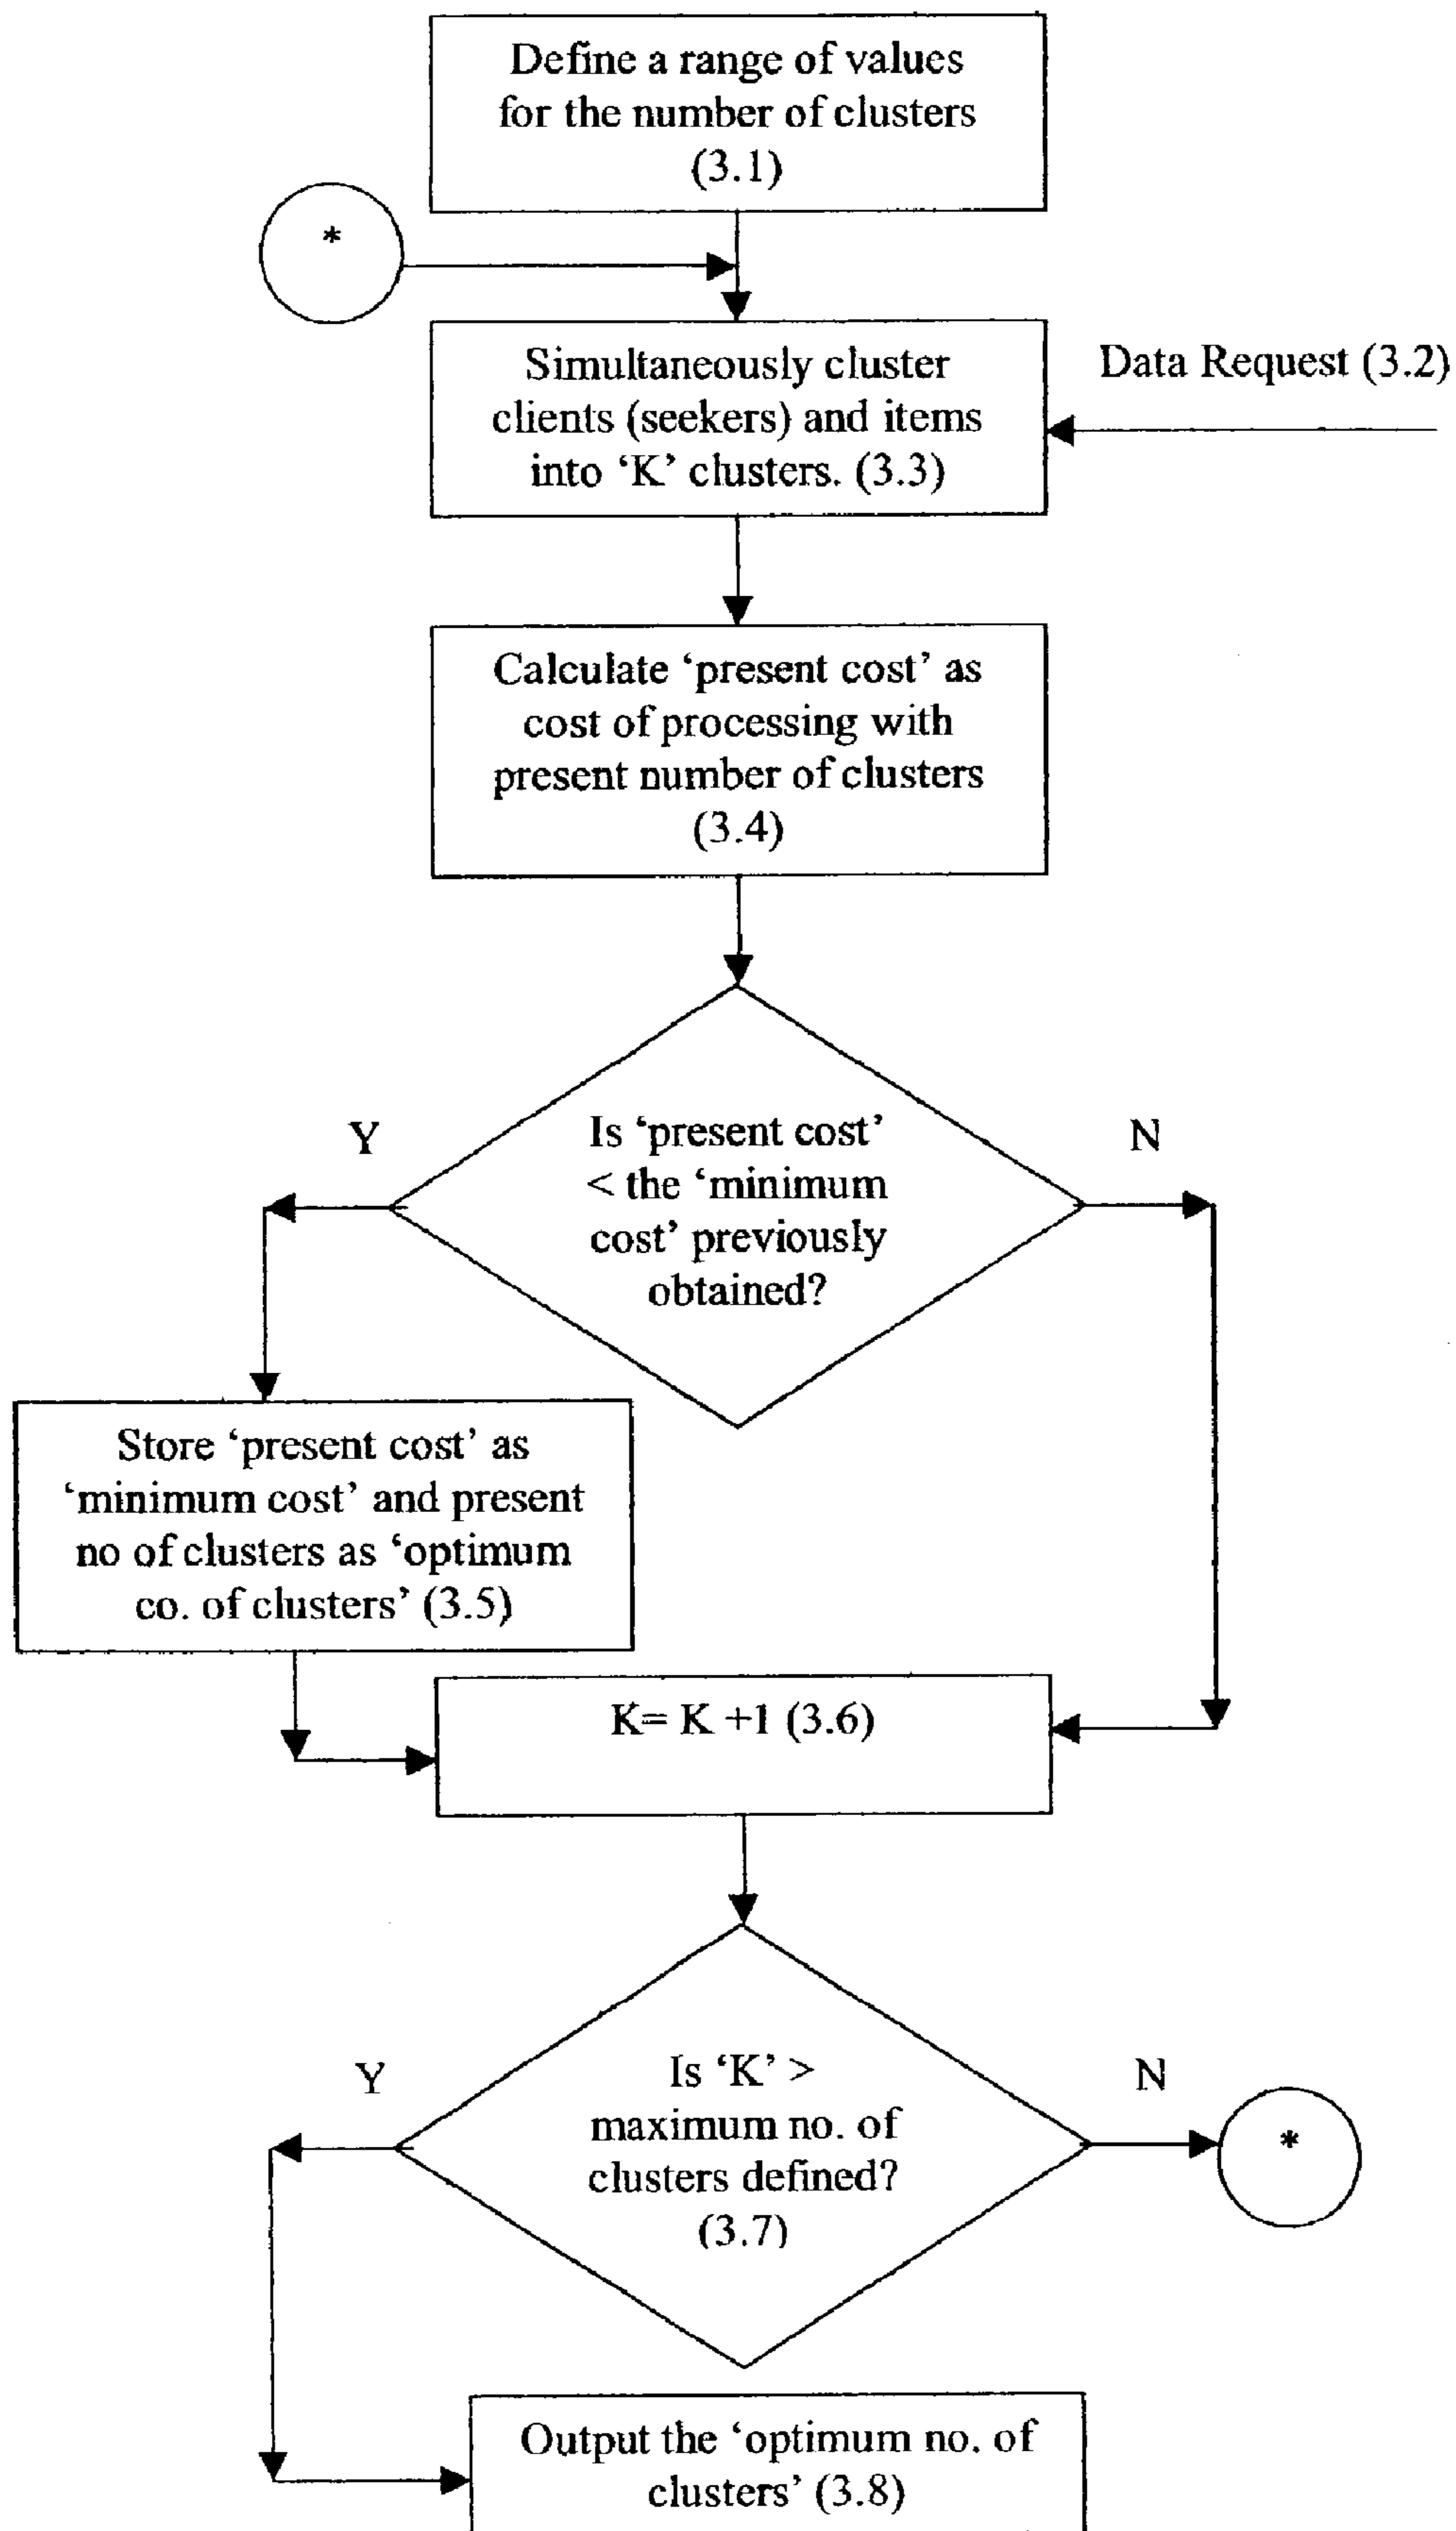 Define a range of values
for the number of clusters
(3.1)
*
Simultaneously cluster
clients (seekers) and items
into ‘K’ clusters. (3.3)
Data Request (3.2)
Calculate ‘present cost’ as
cost of processing with
present number of clusters
(3.4)
Y
Is ‘present cost’
< the ‘minimum
cost’ previously
obtained?
N
Store ‘present cost’ as
‘minimum cost’ and present
no of clusters as ‘optimum
co. of clusters’ (3.5)
K= K +1 (3.6)
Y
Is ‘K’ >
maximum no. of
clusters defined?
(3.7)
N
*
Output the ‘optimum no. of
clusters’ (3.8)